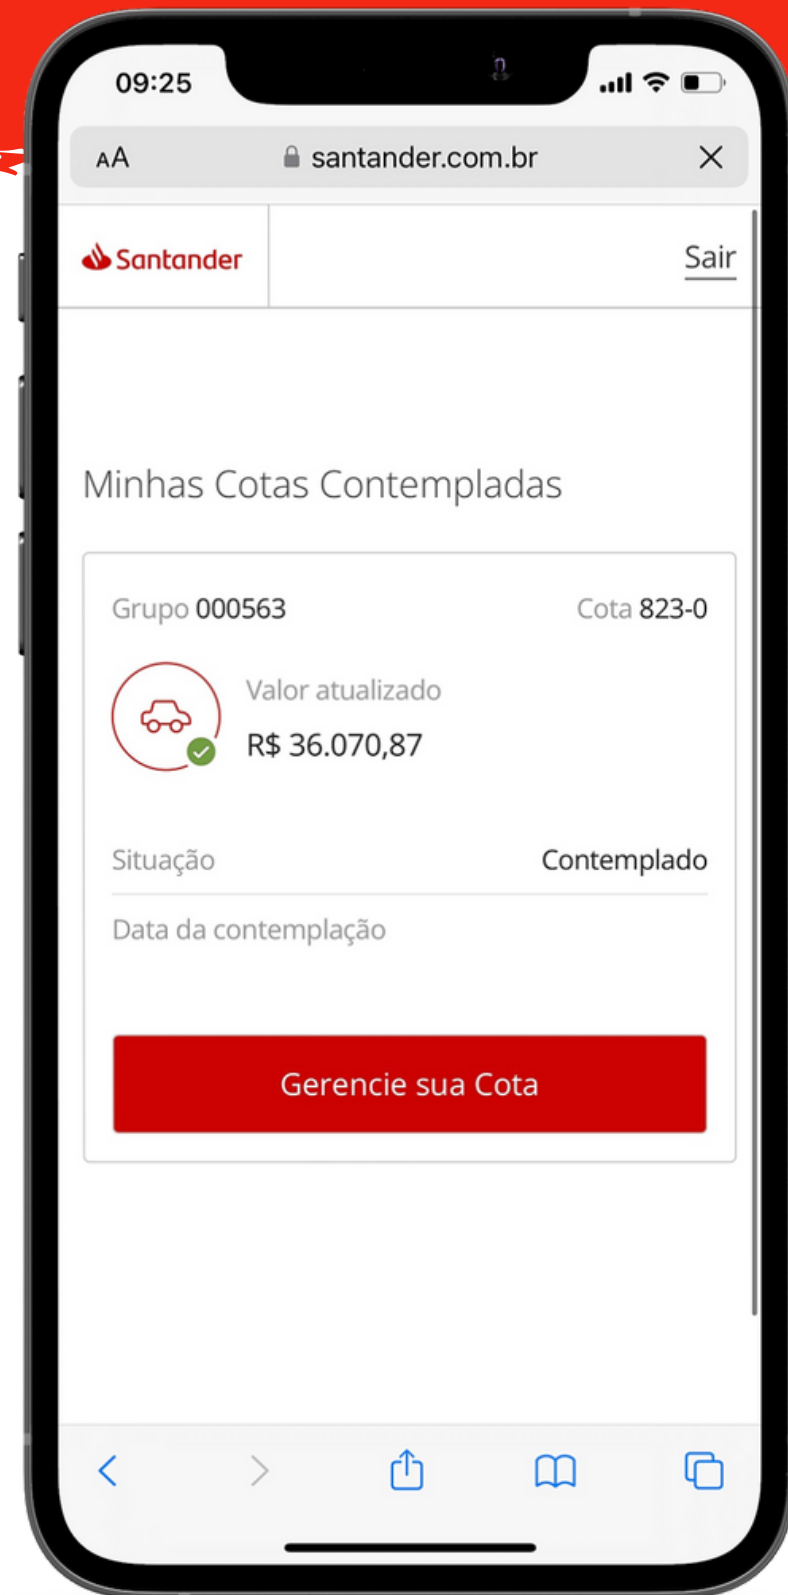 09:25
AA santander.com.br
Santander Sair
Minhas Cotas Contempladas
Grupo 000563 Cota 823-0
Valor atualizado
R$ 36.070,87
Situação Contemplado
Data da contemplação
Gerencie sua Cota